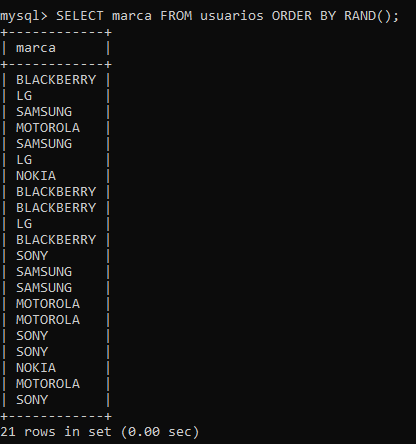 mysql> SELECT marca FROM usuarios ORDER BY RAND();
+------------+
| marca      |
+------------+
| BLACKBERRY |
| LG         |
| SAMSUNG    |
| MOTOROLA   |
| SAMSUNG    |
| LG         |
| NOKIA      |
| BLACKBERRY |
| BLACKBERRY |
| LG         |
| BLACKBERRY |
| SONY       |
| SAMSUNG    |
| SAMSUNG    |
| MOTOROLA   |
| MOTOROLA   |
| SONY       |
| SONY       |
| NOKIA      |
| MOTOROLA   |
| SONY       |
+------------+
21 rows in set (0.00 sec)